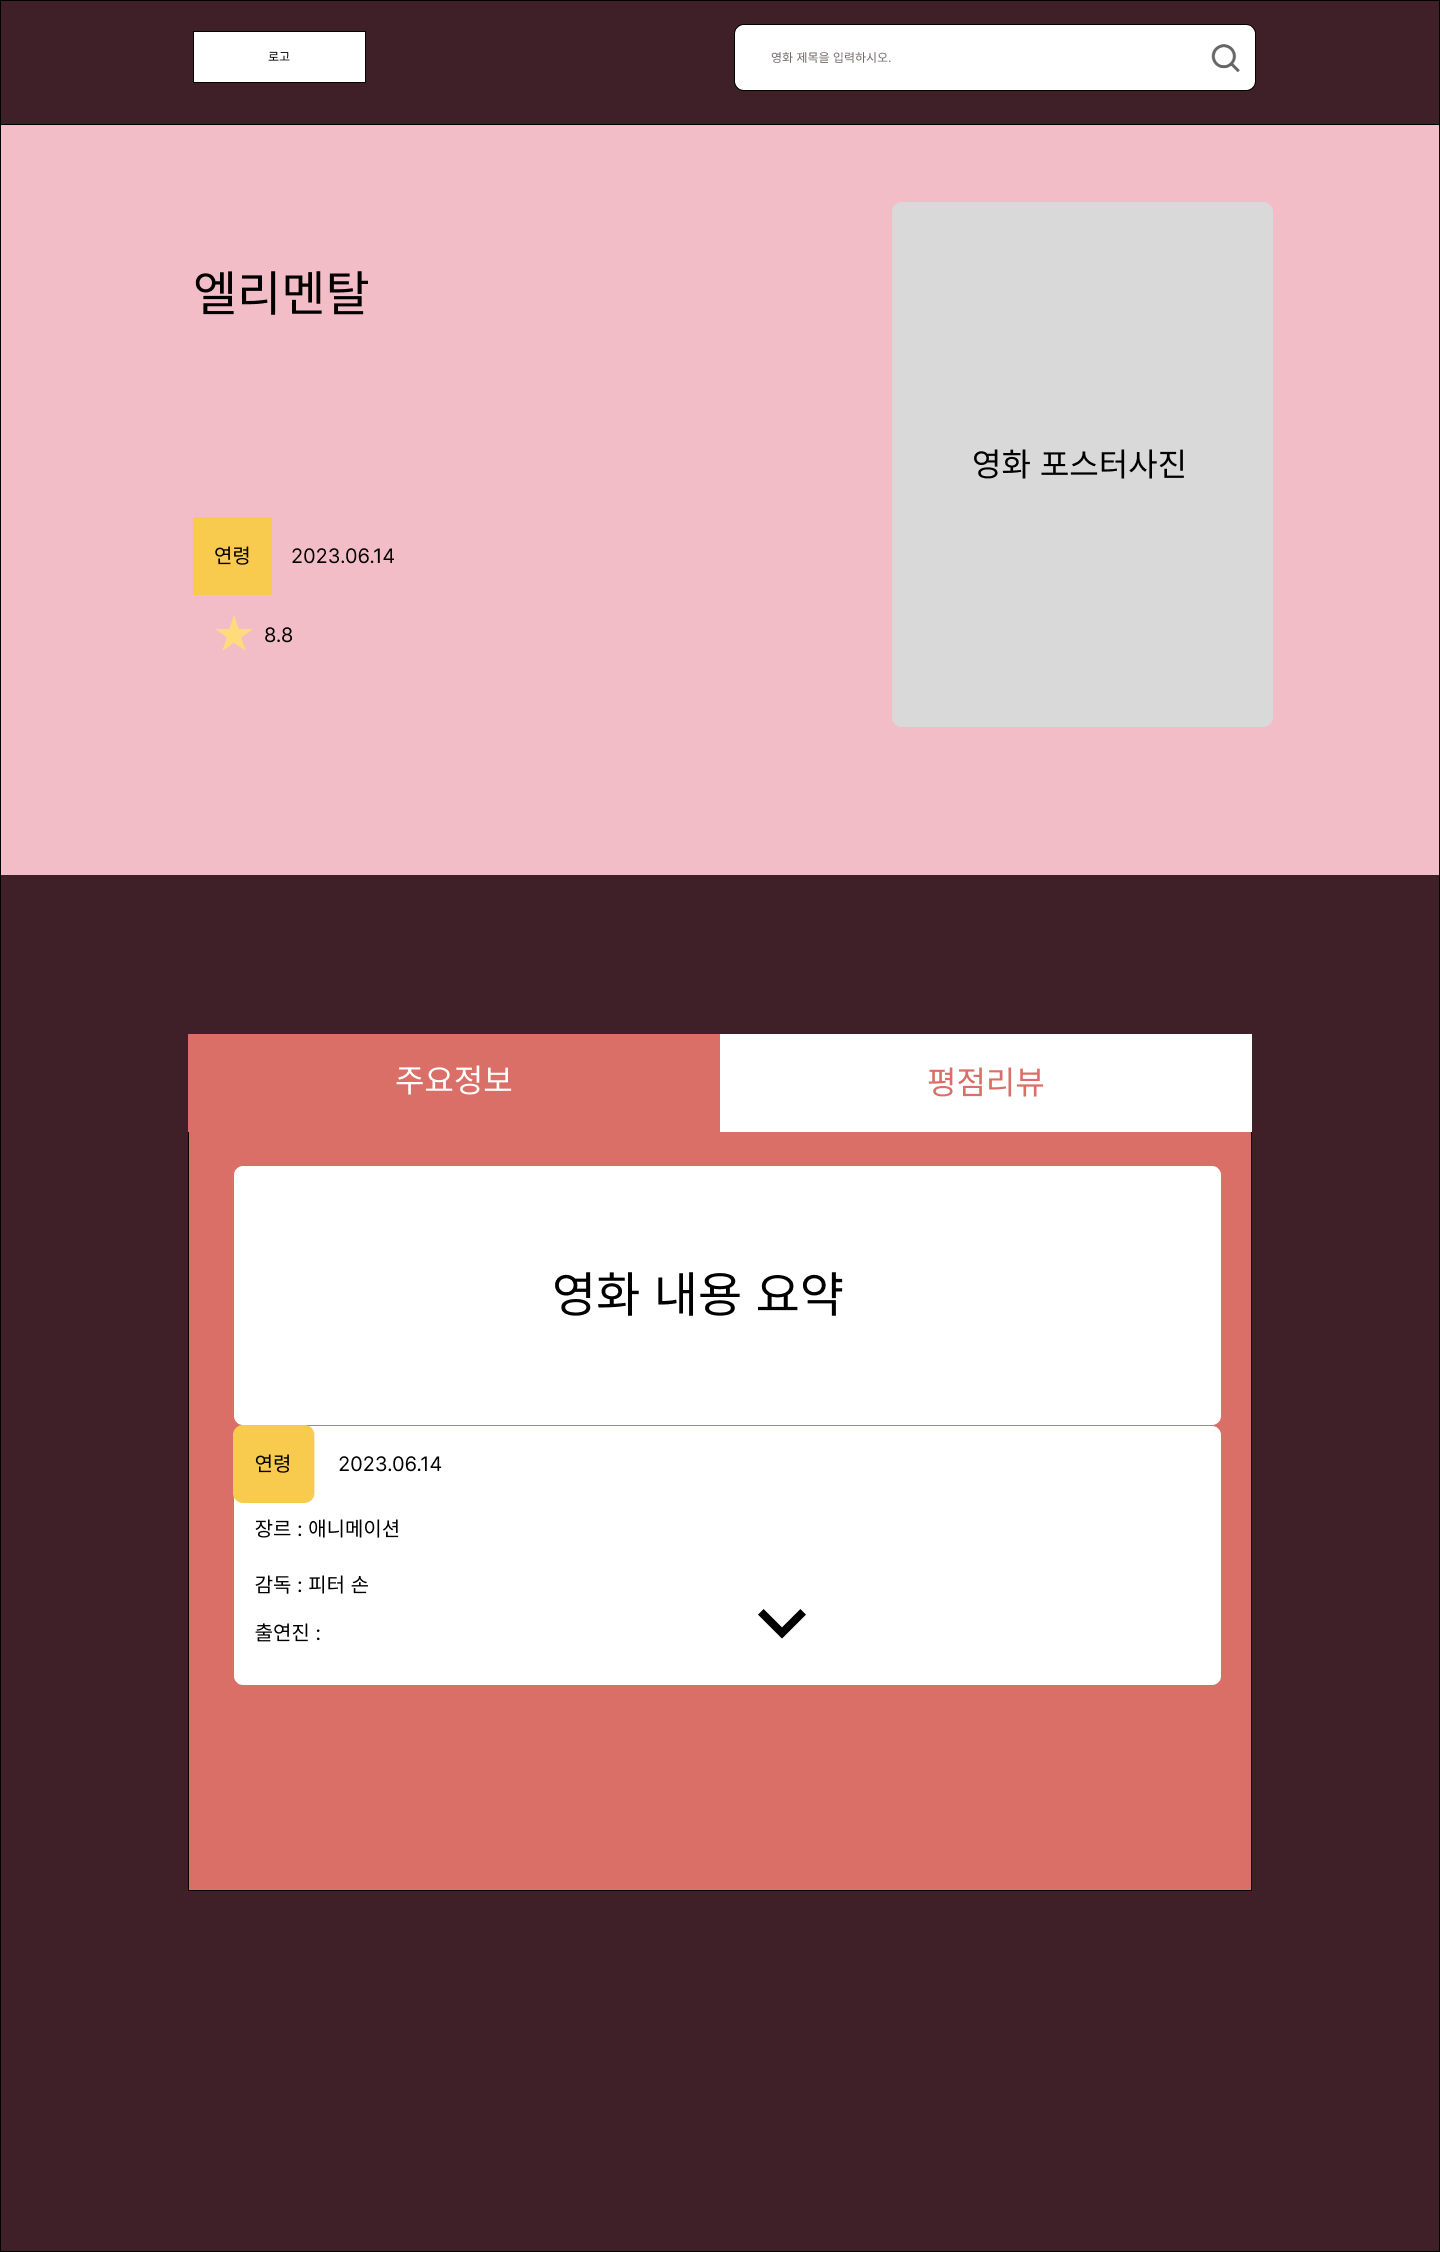 로고
영화 제목을 입력하시오.
엘리멘탈
영화 포스터사진
연령
2023.06.14
8.8
주요정보
평점리뷰
영화 내용 요약
연령
2023.06.14
장르 : 애니메이션
감독 : 피터 손
출연진 :